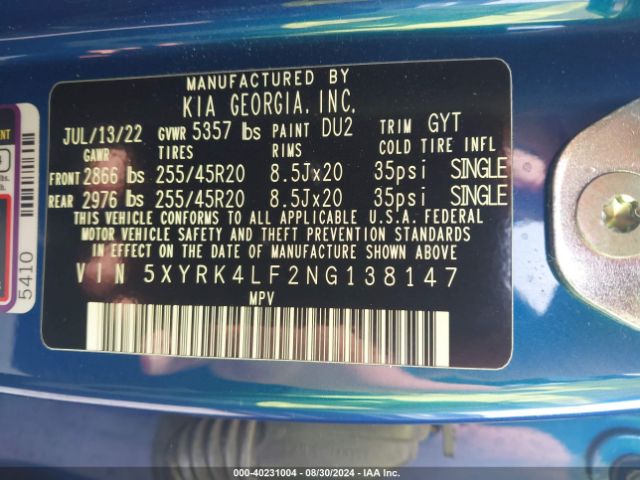 MANUFACTURED BY
KIA GEORGIA. INC.
JUL/13/22 GVWR 5357 lbs PAINT DU2 TRIM GYT
GAWR TIRES RIMS COLD TIRE INFL
FRONT 2866 lbs 255/45R20 8.5Jx20 35psi SINGLE
REAR 2976 lbs 255/45R20 8.5Jx20 35psi SINGLE
THIS VEHICLE CONFORMS TO ALL APPLICABLE U.S.A. FEDERAL
MOTOR VEHICLE SAFETY AND THEFT PREVENTION STANDARDS
IN EFFECT ON THE DATE OF MANUFACTURE SHOWN ABOVE
VIN 5XYRK4LF2NG138147
MPV
5410
000-40231004 - 08/30/2024 - IAA Inc.